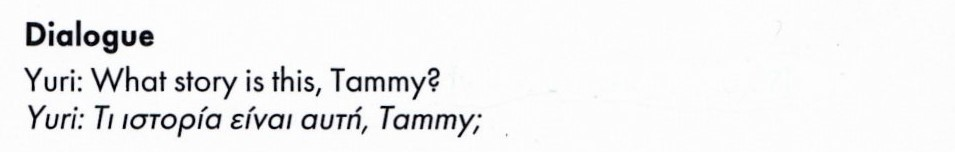 Dialogue
Yuri: What story is this, Tammy?
Yuri: Τι ιστορία είναι αυτή, Tammy;